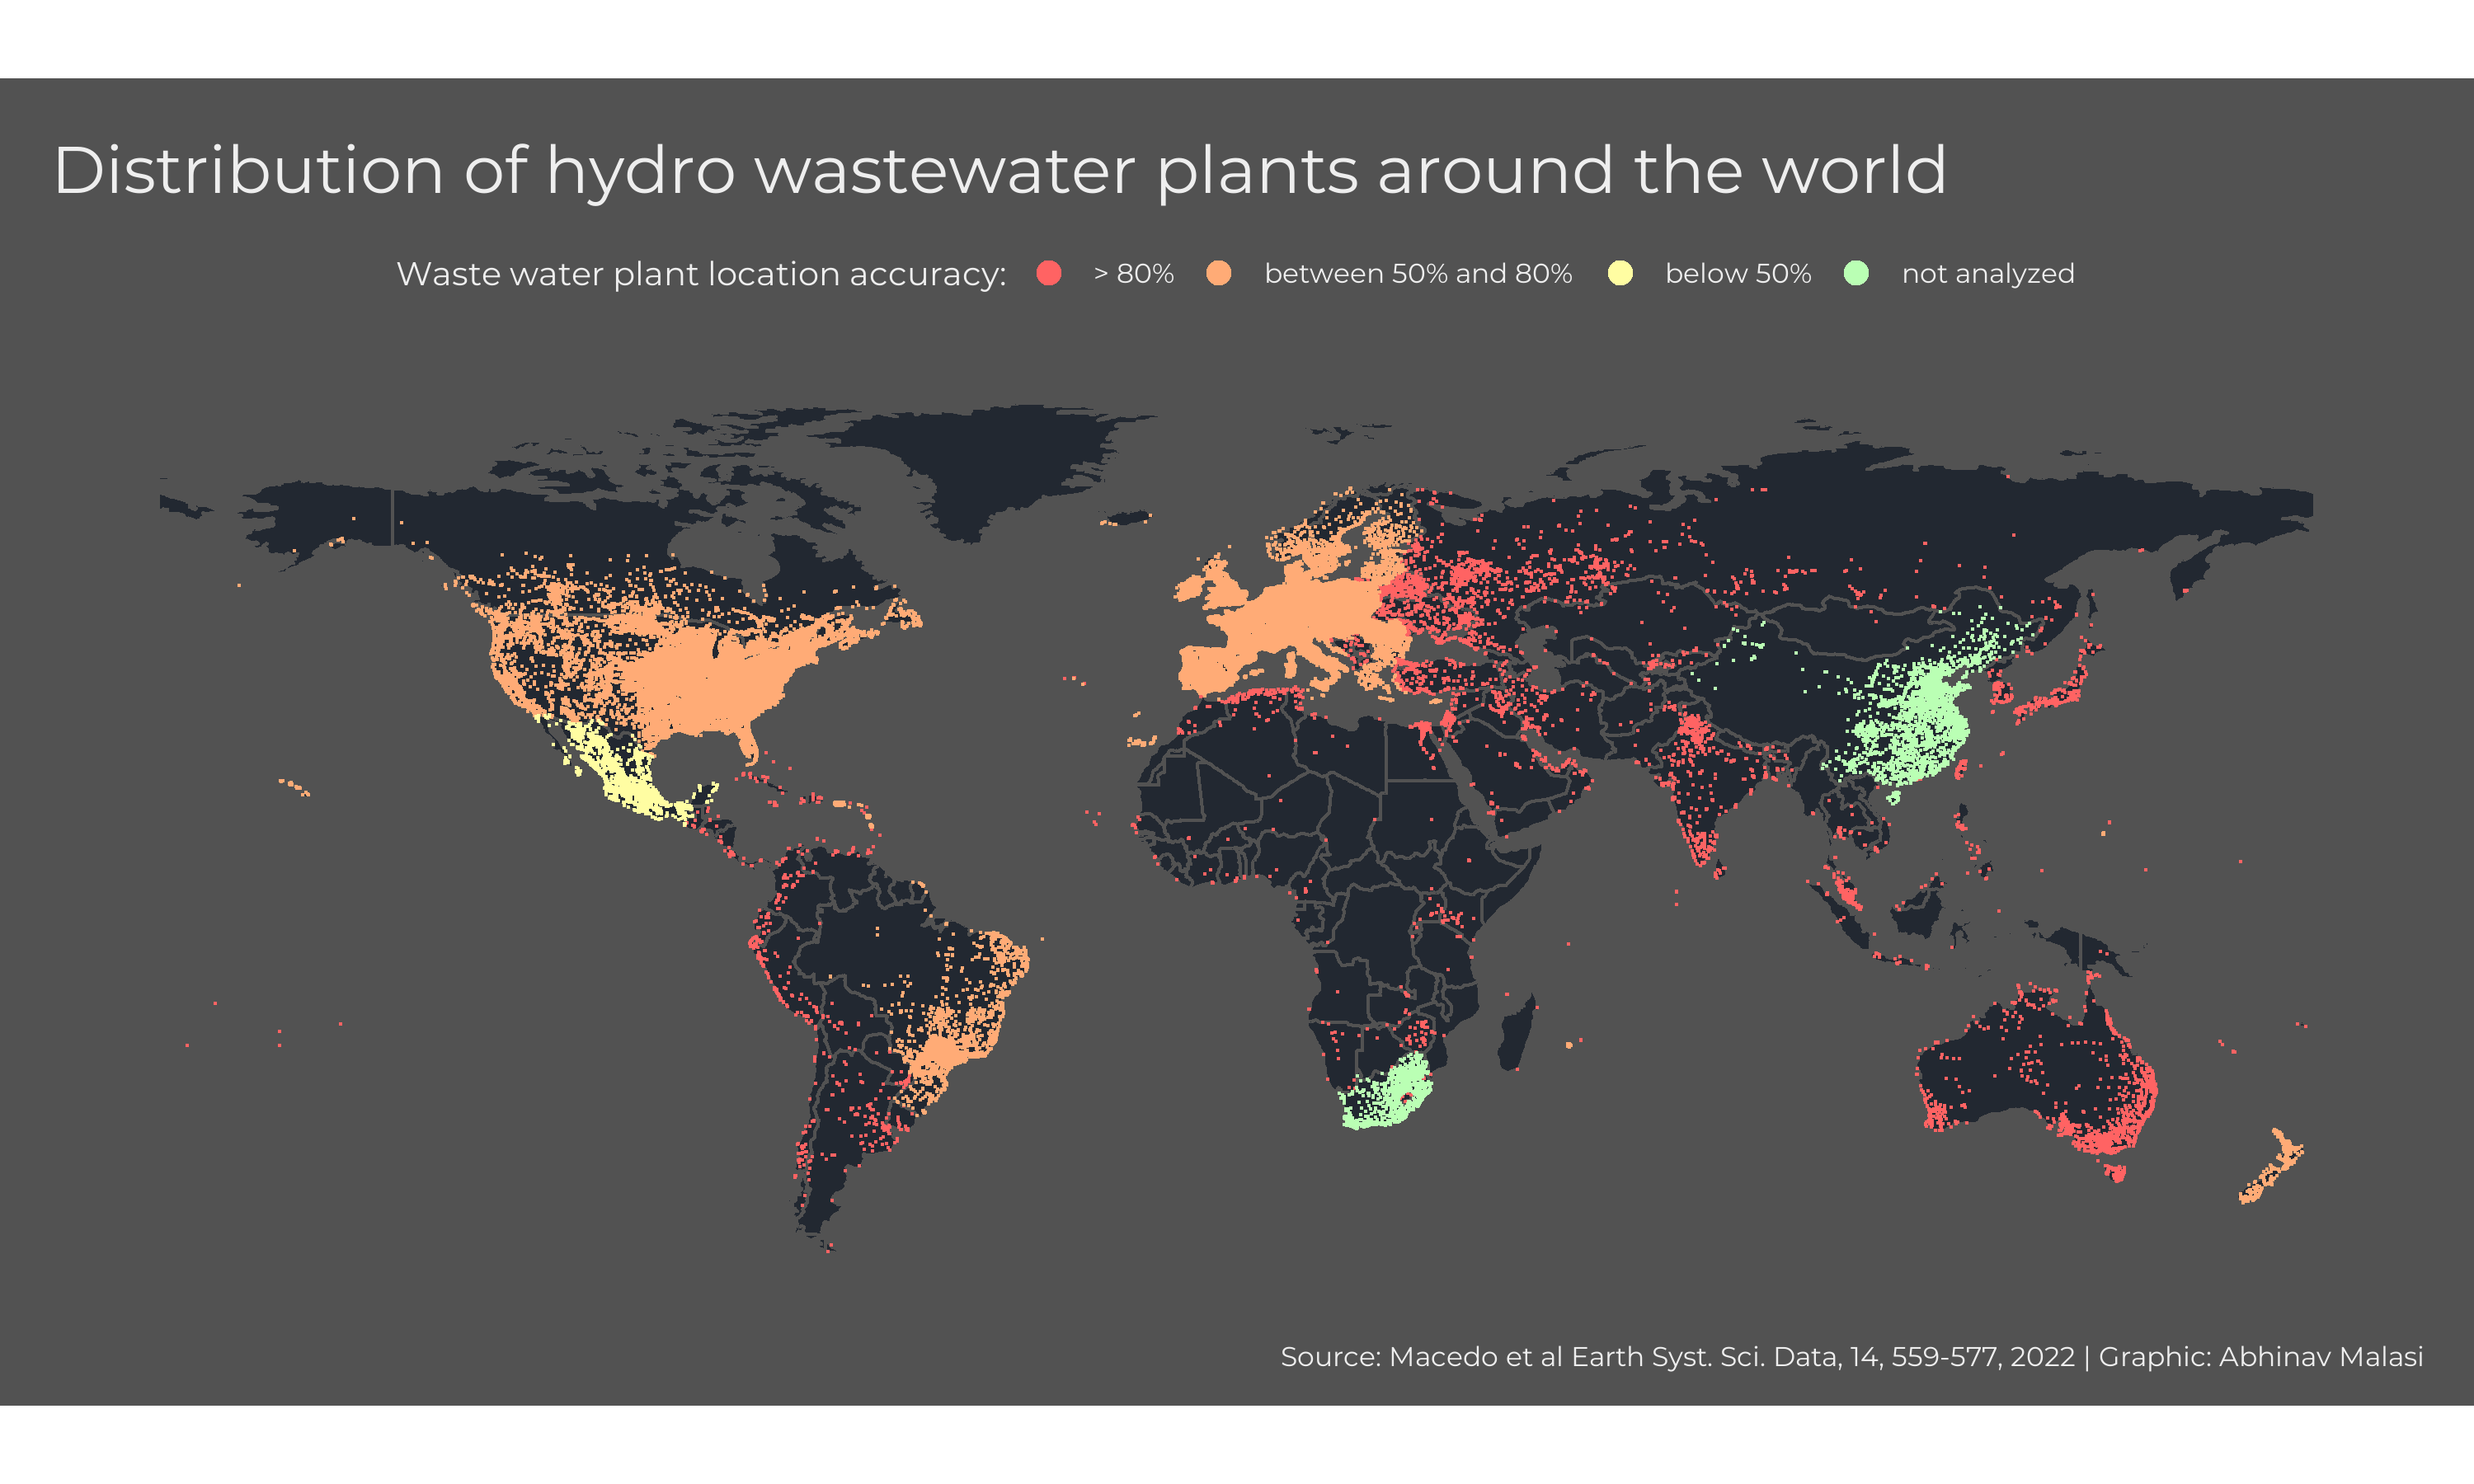 Distribution of hydro wastewater plants around the world
Waste water plant location accuracy: > 80% between 50% and 80% below 50% not analyzed
Source: Macedo et al Earth Syst. Sci. Data, 14, 559-577, 2022 | Graphic: Abhinav Malasi